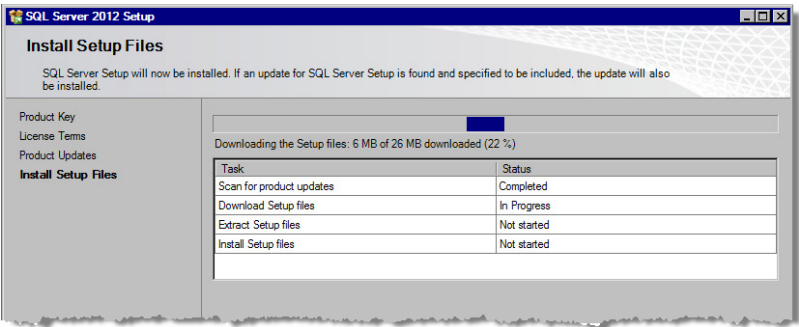 SQL Server 2012 Setup
Install Setup Files
SQL Server Setup will now be installed. If an update for SQL Server Setup is found and specified to be included, the update will also
be installed.
Product Key
License Terms
Product Updates
Install Setup Files
Downloading the Setup files: 6 MB of 26 MB downloaded (22 %)
Task Status
Scan for product updates Completed
Download Setup files In Progress
Extract Setup files Not started
Install Setup files Not started